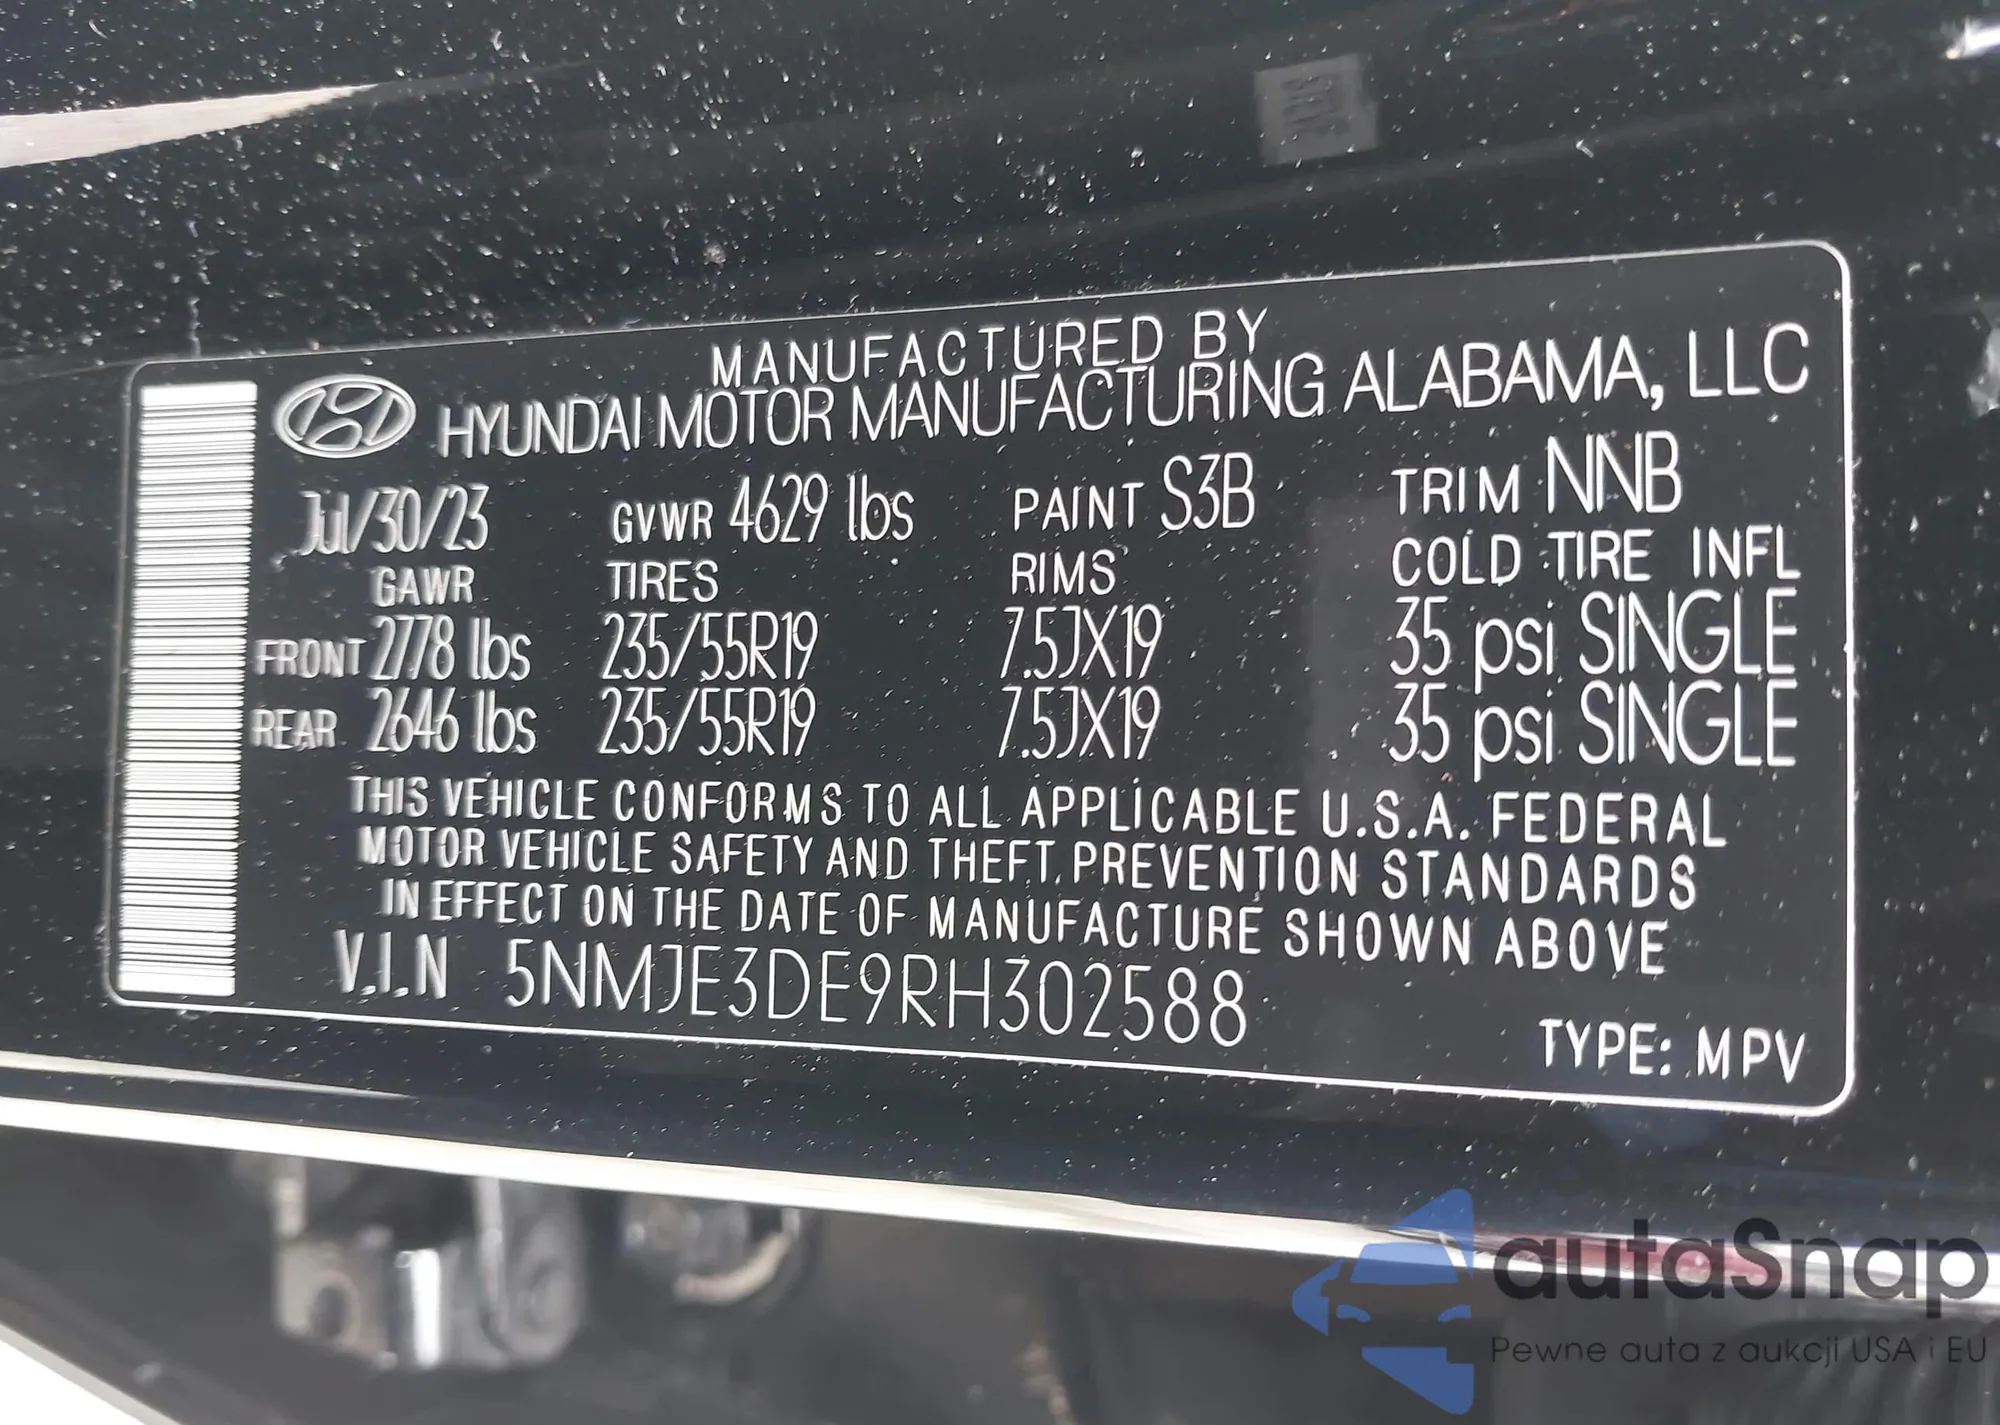 MANUFACTURED BY
HYUNDAI MOTOR MANUFACTURING ALABAMA, LLC
Jul/30/23 GVWR 4629 lbs PAINT S3B TRIM NNB
GAWR TIRES RIMS COLD TIRE INFL
FRONT 2778 lbs 235/55R19 7.5JX19 35 psi SINGLE
REAR 2646 lbs 235/55R19 7.5JX19 35 psi SINGLE
THIS VEHICLE CONFORMS TO ALL APPLICABLE U.S.A. FEDERAL
MOTOR VEHICLE SAFETY AND THEFT PREVENTION STANDARDS
IN EFFECT ON THE DATE OF MANUFACTURE SHOWN ABOVE
V.I.N 5NMJE3DE9RH302588
TYPE: MPV
autaSnap
Pewne auta z aukcji USA i EU